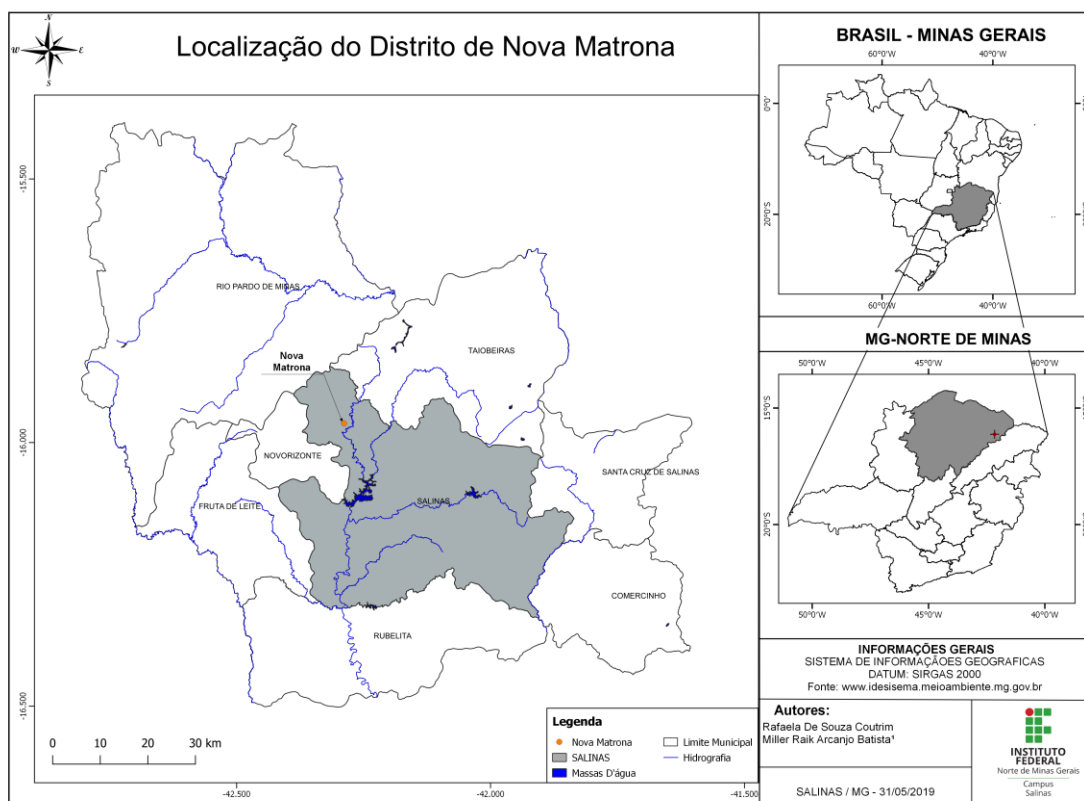 N
W
E
S
Localização do Distrito de Nova Matrona
-15.500
-16.000
-16.500
-42.500
-42.000
-41.500
RIO PARDO DE MINAS
TAIOBEIRAS
Nova
Matrona
NOVORIZONTE
SANTA CRUZ DE SALINAS
FRUTA DE LEITE
SALINAS
COMERCINHO
RUBELITA
0 10 20 30 km
Legenda
Nova Matrona
SALINAS
Massas D'água
Limite Municipal
Hidrografia
BRASIL - MINAS GERAIS
60°0'W 40°0'W
0°0'
20°0'S
60°0'W 40°0'W
MG-NORTE DE MINAS
50°0'W 45°0'W 40°0'W
15°0'S
20°0'S
50°0'W 45°0'W 40°0'W
INFORMAÇÕES GERAIS
SISTEMA DE INFORMAÇÃOES GEOGRAFICAS
DATUM: SIRGAS 2000
Fonte: www.idesisema.meioambiente.mg.gov.br
Autores:
Rafaela De Souza Coutrim
Miller Raik Arcanjo Batista¹
SALINAS / MG - 31/05/2019
INSTITUTO
FEDERAL
Norte de Minas Gerais
Campus
Salinas